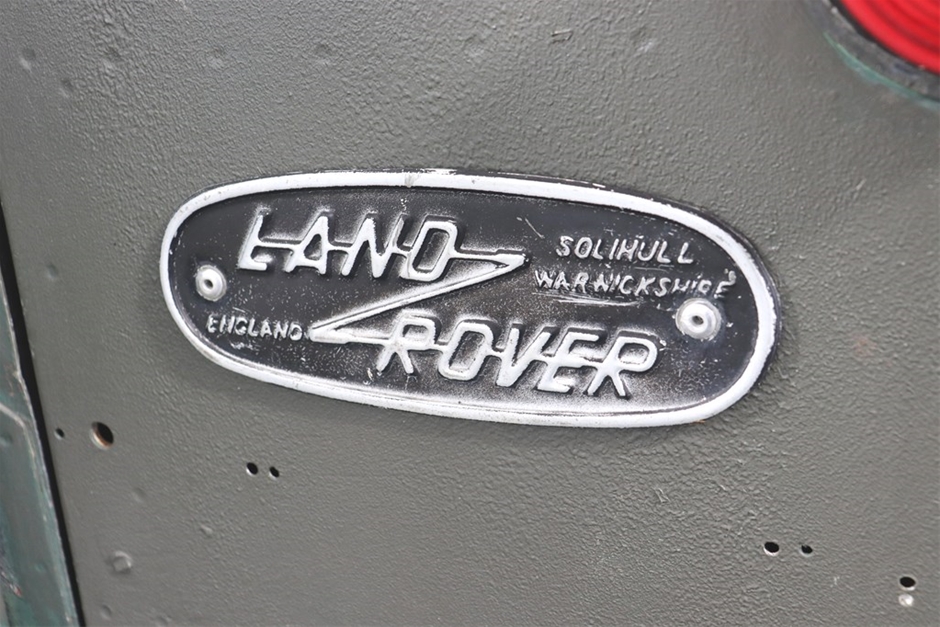 LAND
SOLIHULL
WARWICKSHIRE
ENGLAND
ROVER